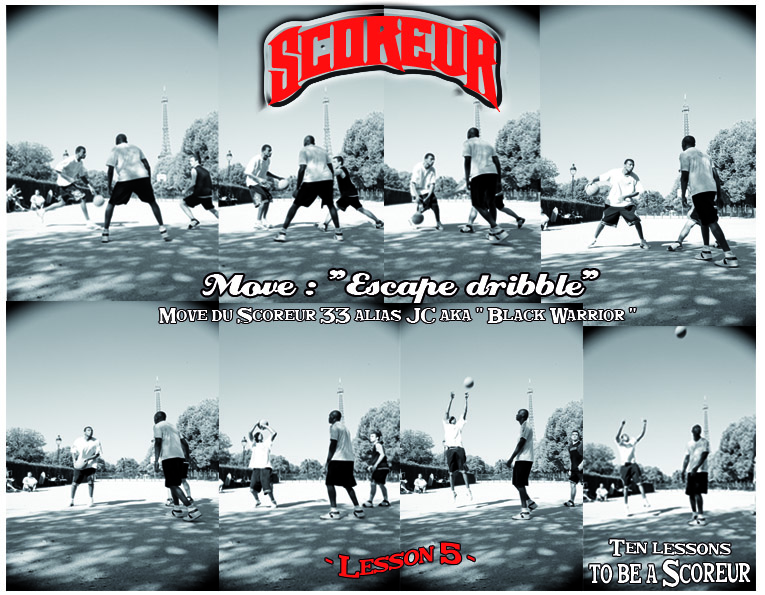 SCOREUR
Move : "Escape dribble"
Move du Scoreur 33 alias JC aka " Black Warrior "
- Lesson 5 -
Ten lessons
to be a Scoreur